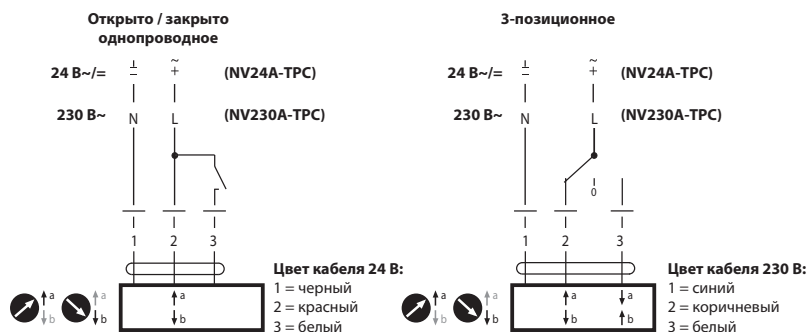 Открыто / закрыто
однопроводное
24 В~/= ⊥ – ~ + (NV24A-TPC)
230 В~ N L (NV230A-TPC)
1 2 3
Цвет кабеля 24 В:
1 = черный
2 = красный
3 = белый
a b a b a b
3-позиционное
24 В~/= ⊥ – ~ + (NV24A-TPC)
230 В~ N L (NV230A-TPC)
0
1 2 3
Цвет кабеля 230 В:
1 = синий
2 = коричневый
3 = белый
a b a b a b a b